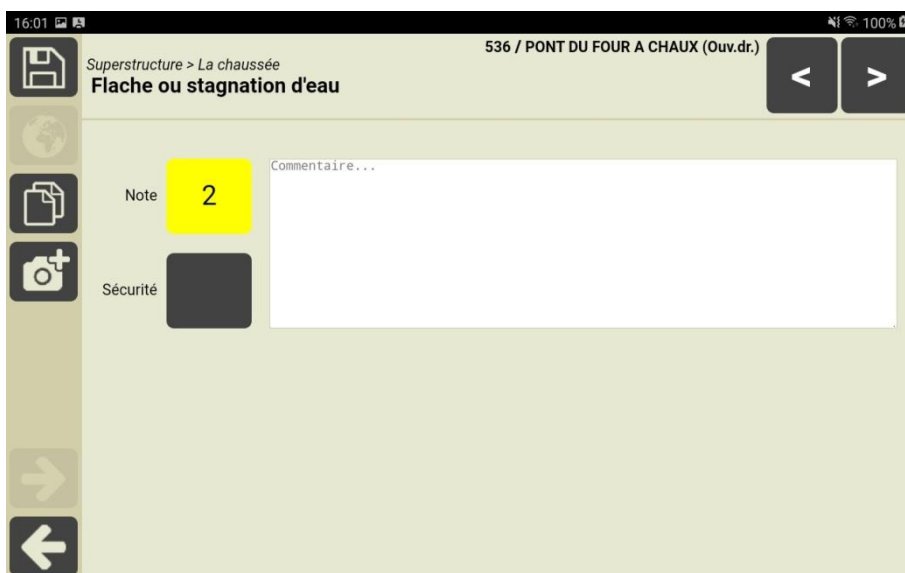 16:01 100%
536 / PONT DU FOUR A CHAUX (Ouv.dr.)
Superstructure > La chaussée
Flache ou stagnation d'eau
< >
Commentaire...
Note 2
Sécurité